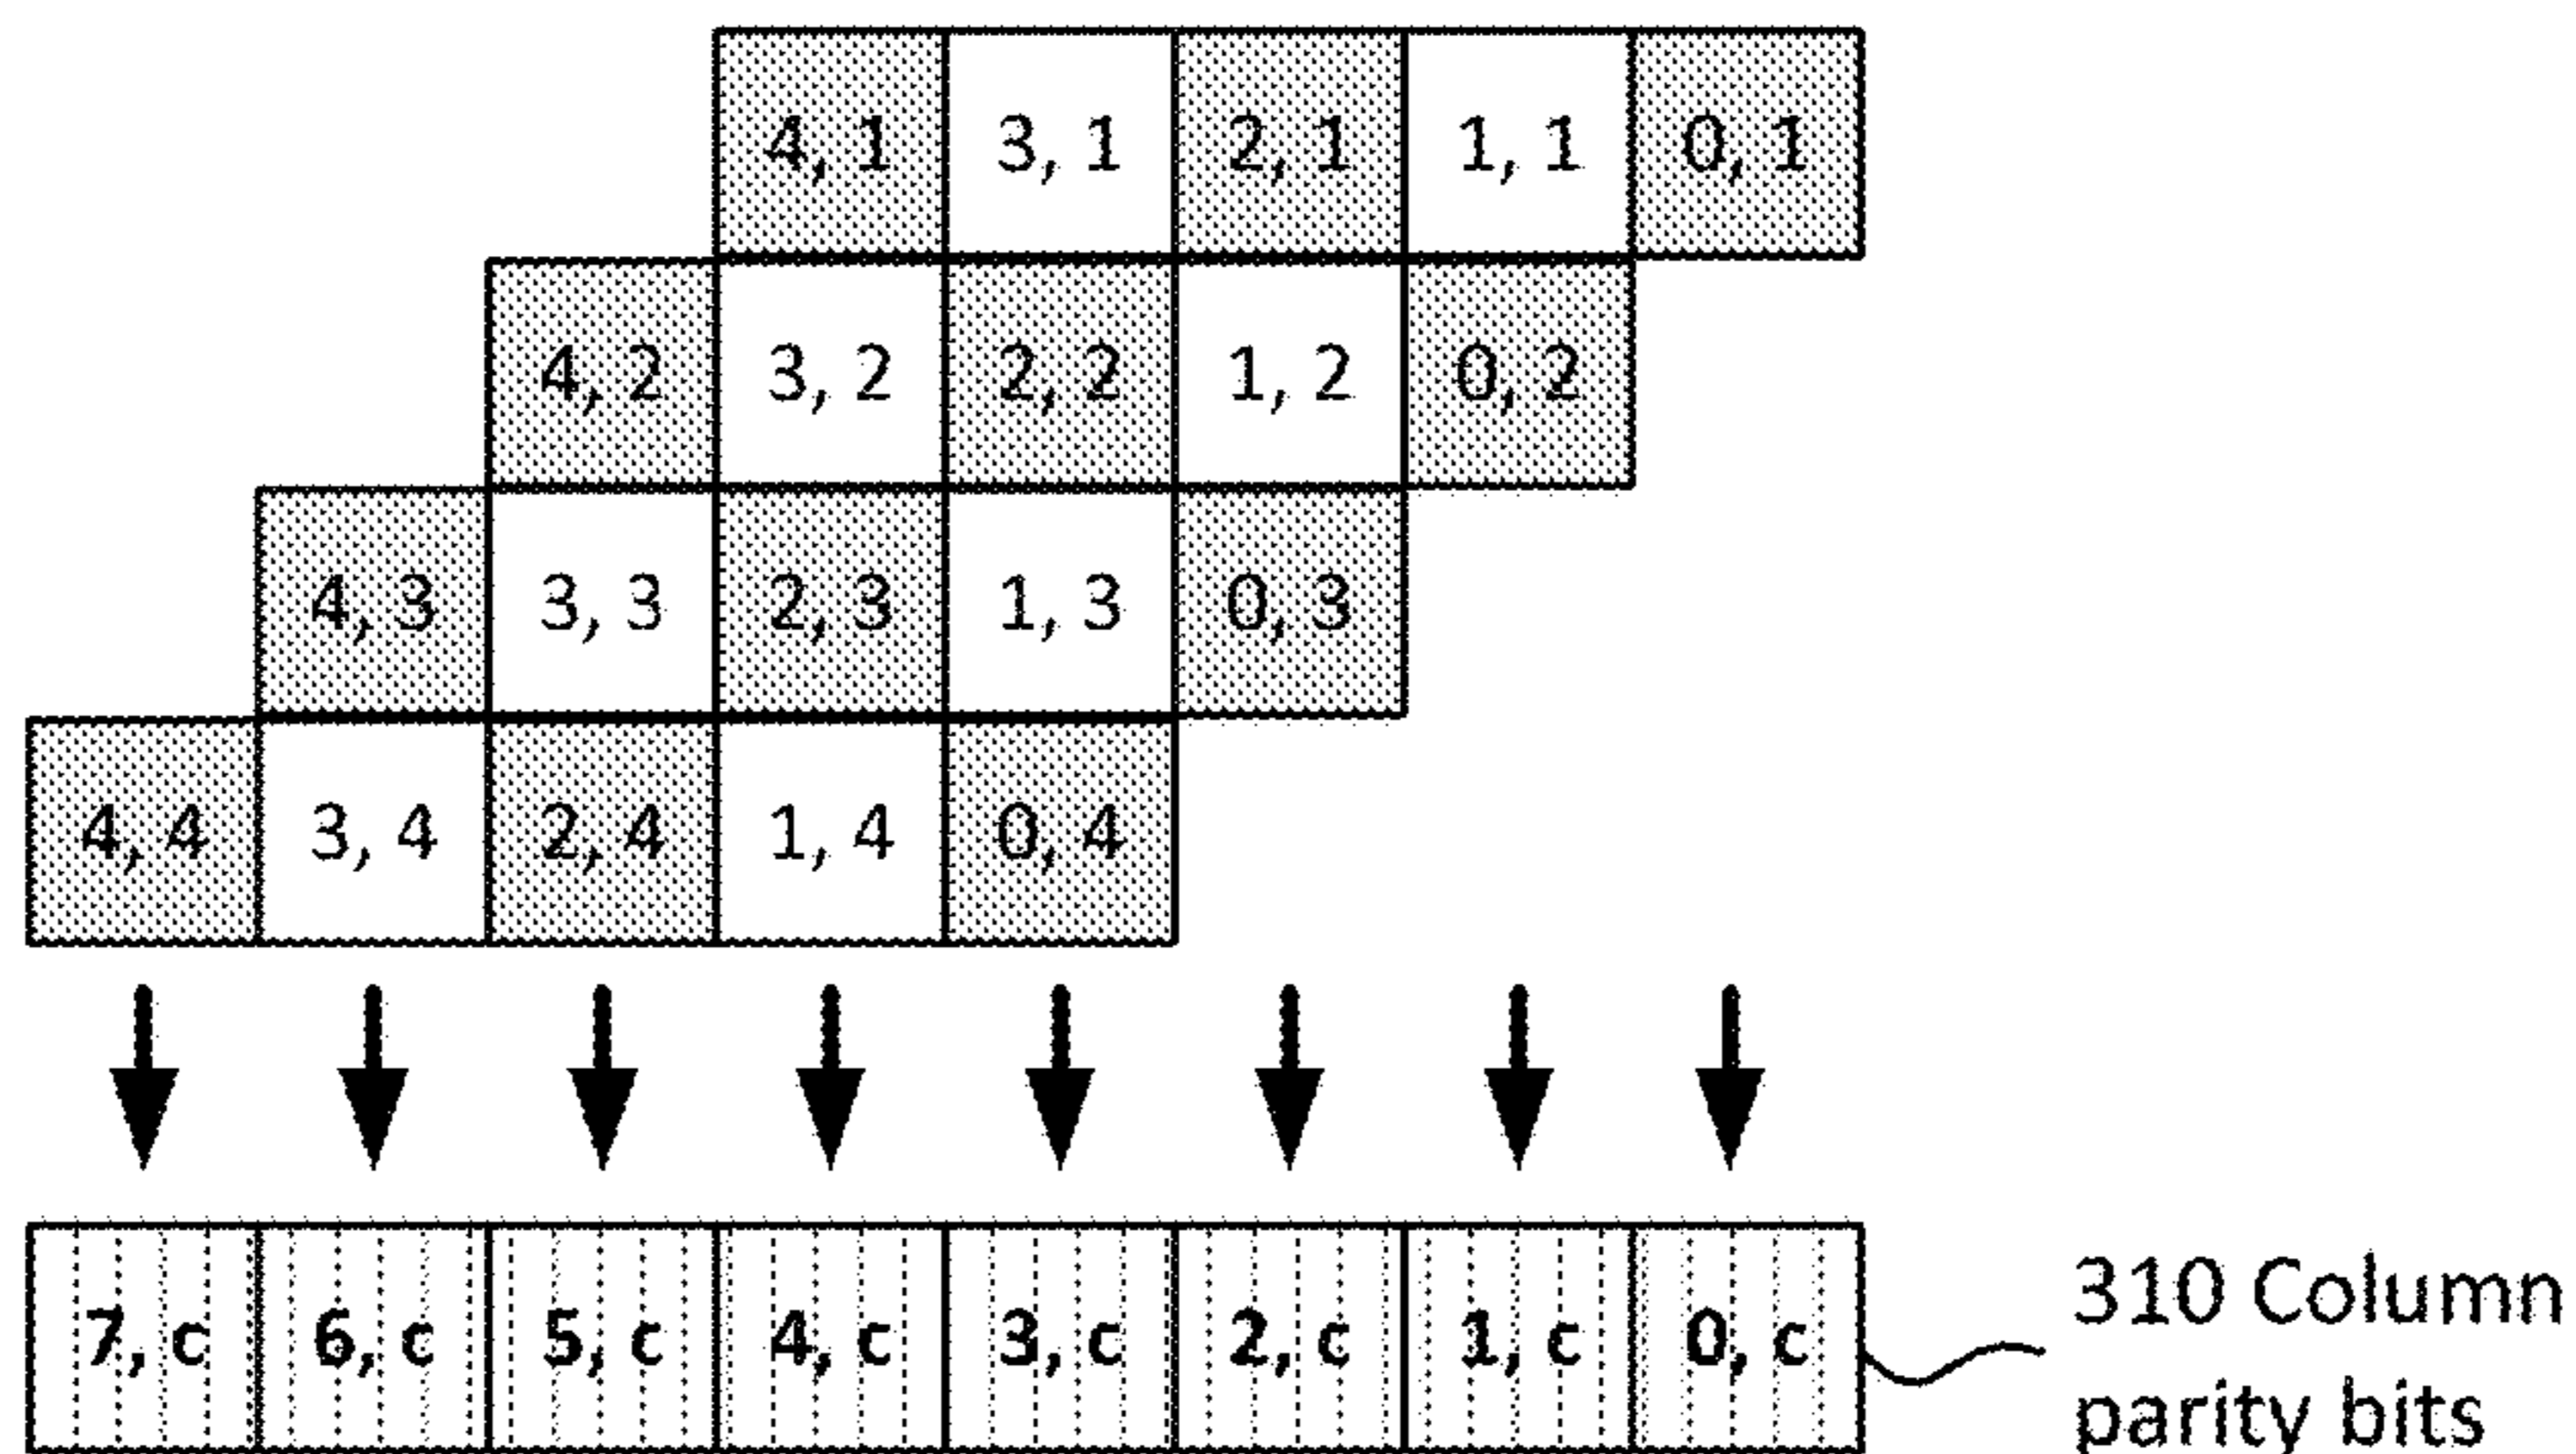 4, 1 3, 1 2, 1 1, 1 0, 1
4, 2 3, 2 2, 2 1, 2 0, 2
4, 3 3, 3 2, 3 1, 3 0, 3
4, 4 3, 4 2, 4 1, 4 0, 4
7, c 6, c 5, c 4, c 3, c 2, c 1, c 0, c
310 Column
parity bits